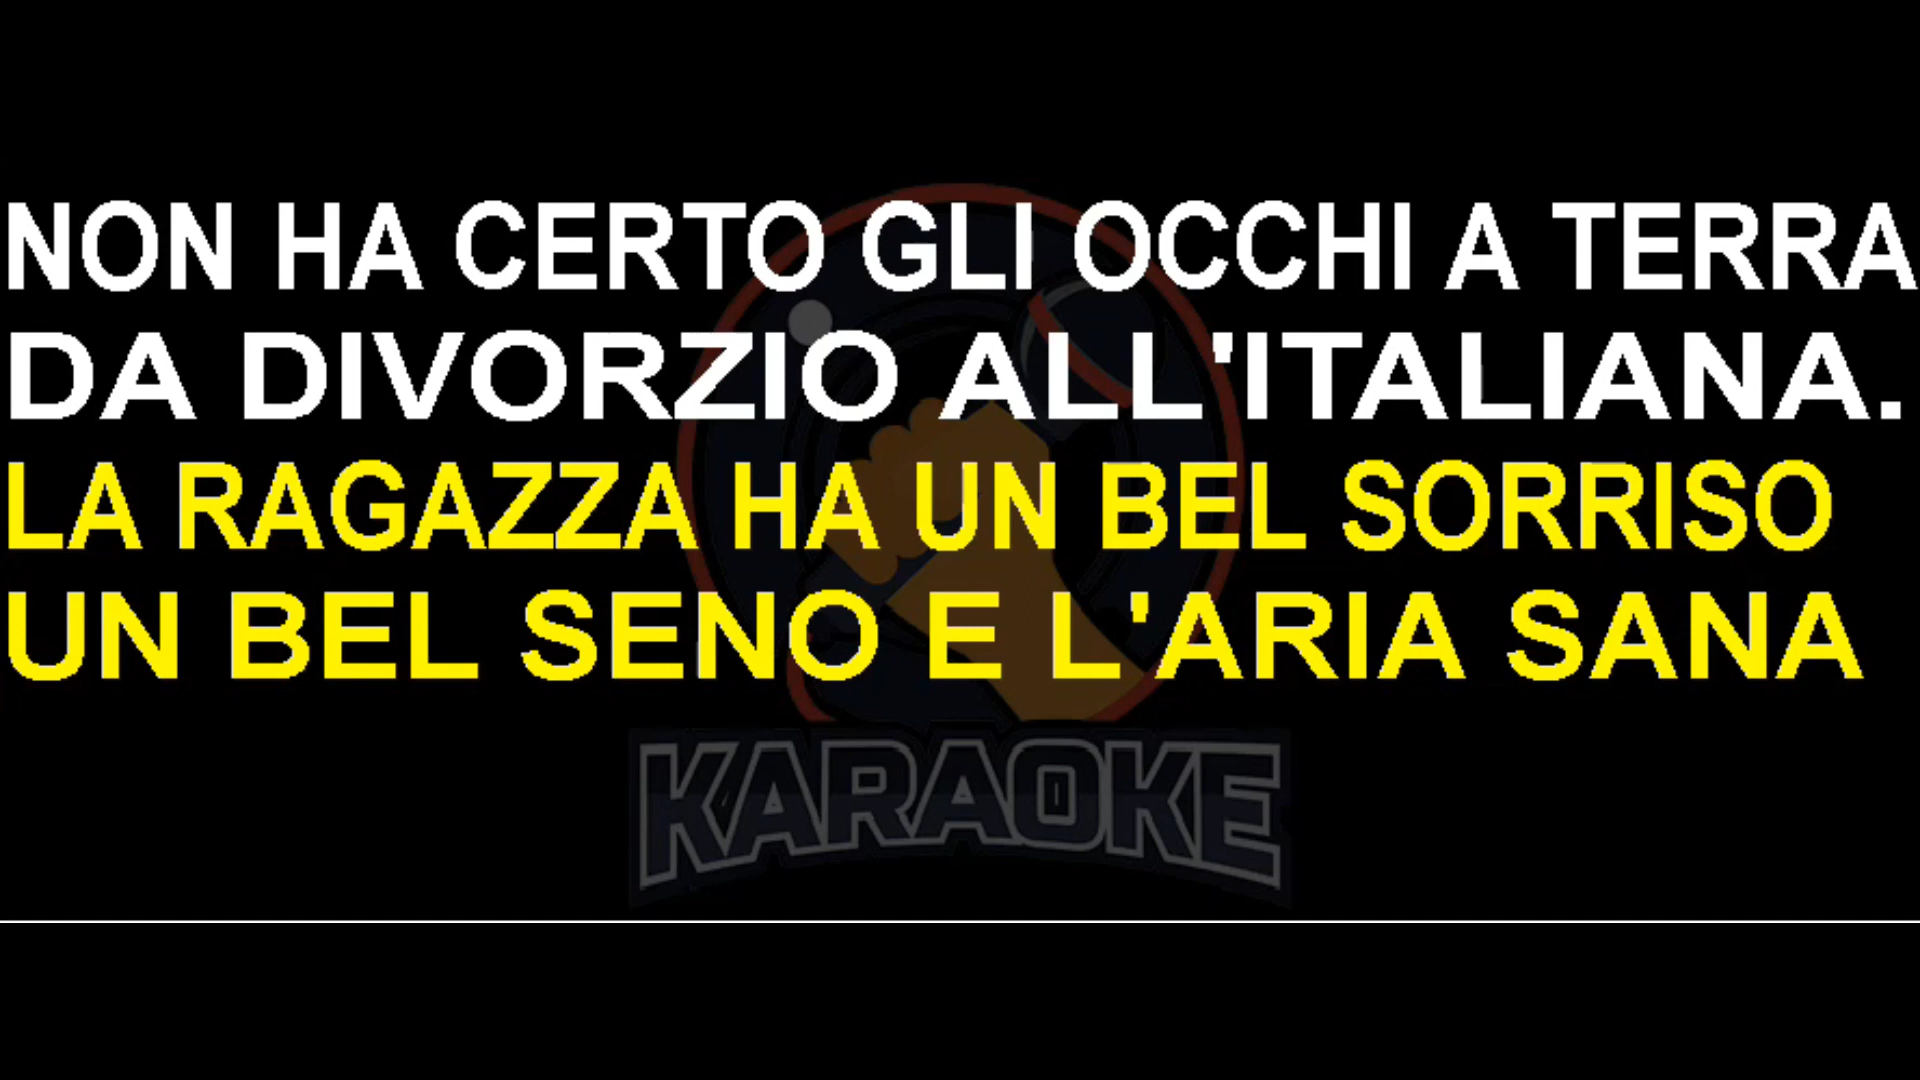 NON HA CERTO GLI OCCHI A TERRA
DA DIVORZIO ALL'ITALIANA.
LA RAGAZZA HA UN BEL SORRISO
UN BEL SENO E L'ARIA SANA
KARAOKE